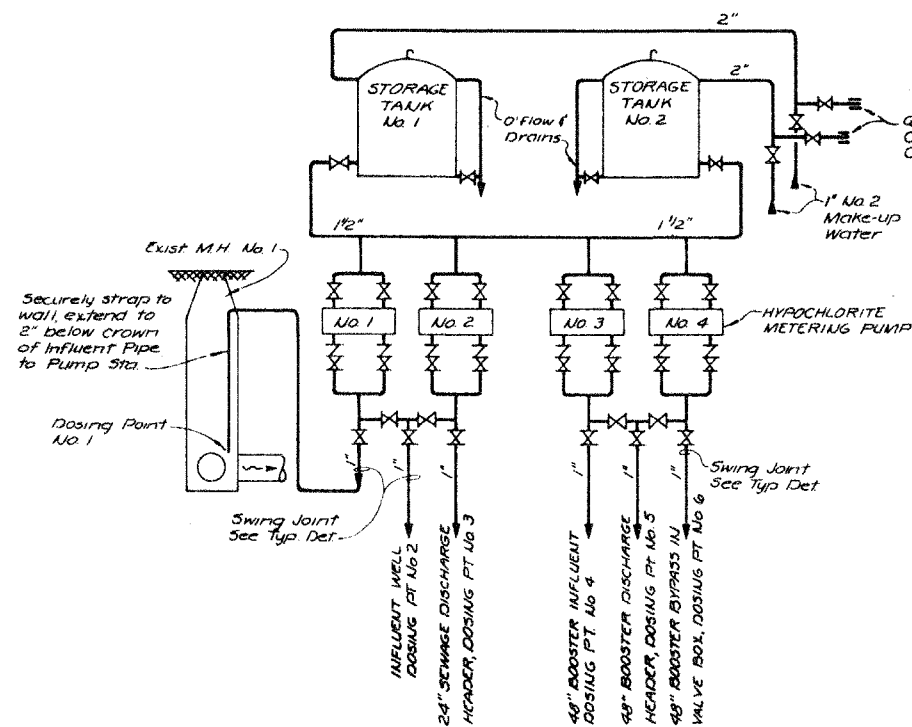 2"
2"
STORAGE
TANK
No. 1
O'Flow &
Drains
STORAGE
TANK
No. 2
1" No. 2
Make-up
Water
1 1/2"
1 1/2"
Exist. M.H. No. 1
Securely strap to
wall, extend to
2" below crown
of Influent Pipe
to Pump Sta.
No. 1
No. 2
No. 3
No. 4
HYPOCHLORITE
METERING PUMP
Dosing Point
No. 1
1"
1"
1"
1"
1"
1"
Swing Joint
See Typ. Det.
Swing Joint
See Typ. Det.
INFLUENT WELL
DOSING PT No 2
24" SEWAGE DISCHARGE
HEADER, DOSING PT No 3
48" BOOSTER INFLUENT
DOSING PT. No 4
48" BOOSTER DISCHARGE
HEADER, DOSING Pt No. 5
48" BOOSTER BYPASS IN
VALVE BOX, DOSING PT No 6